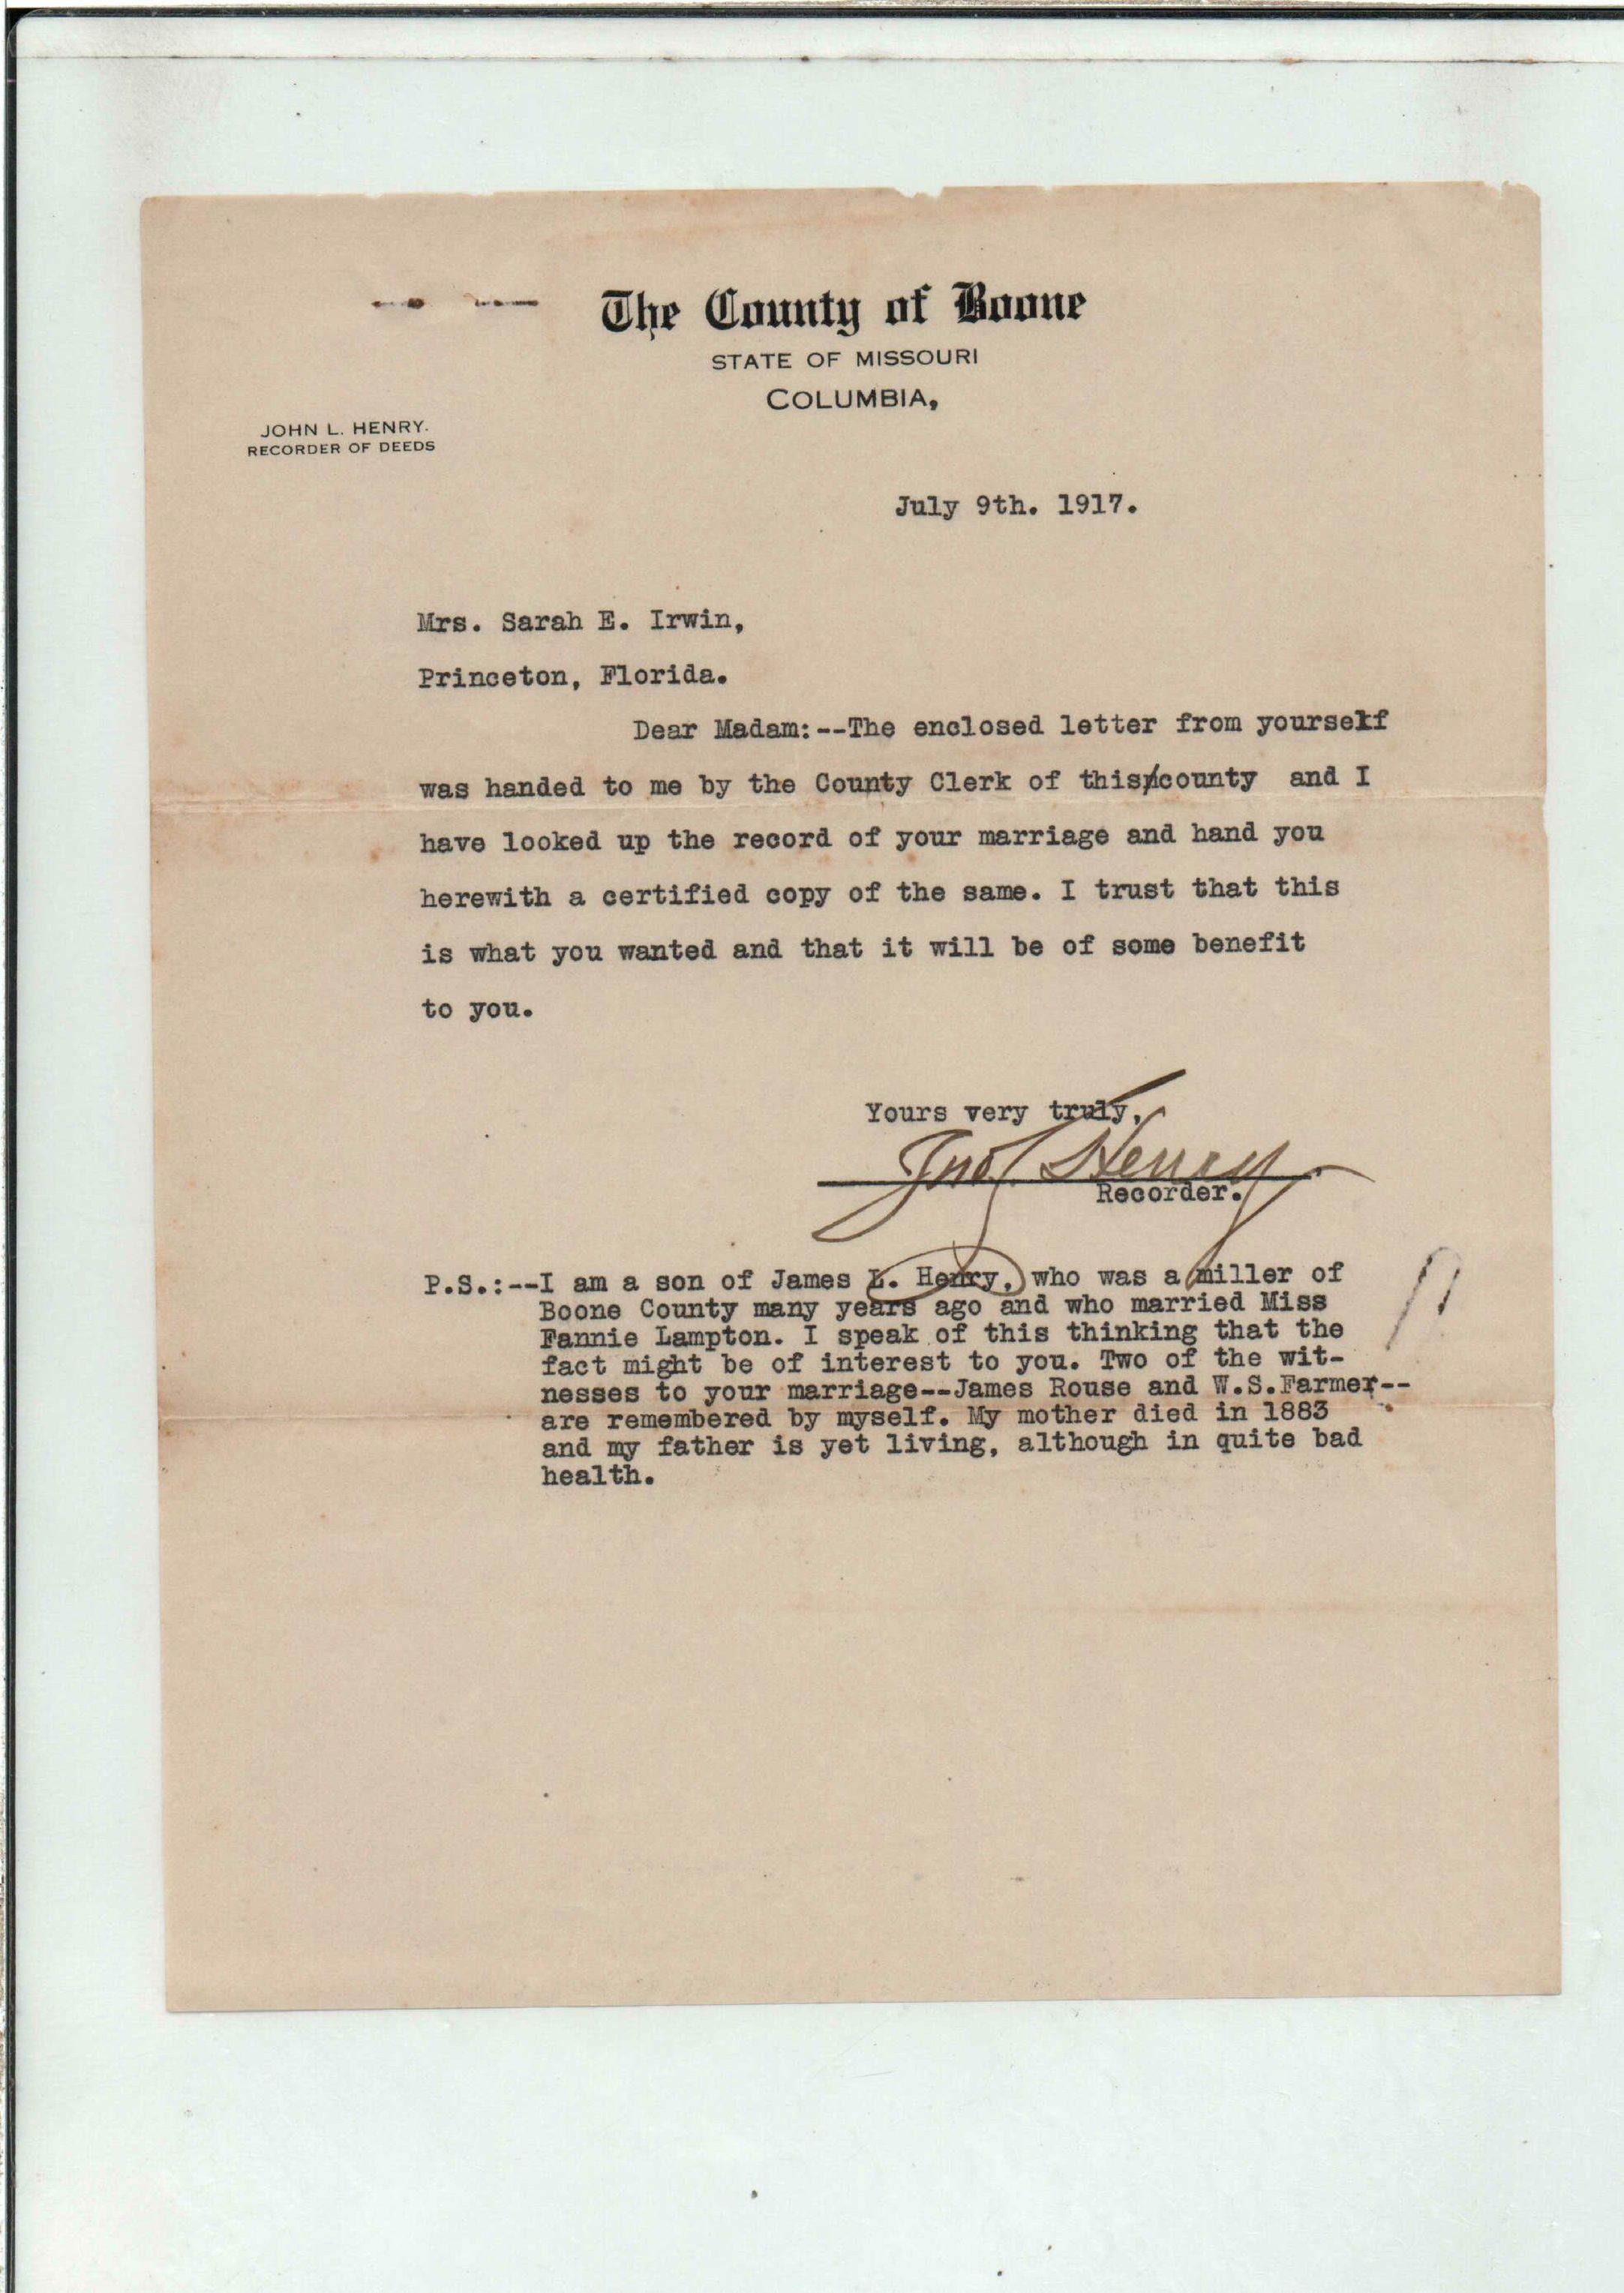 The County of Boone
STATE OF MISSOURI
COLUMBIA,
JOHN L. HENRY.
RECORDER OF DEEDS
July 9th. 1917.
Mrs. Sarah E. Irwin,
Princeton, Florida.
Dear Madam:--The enclosed letter from yourself
was handed to me by the County Clerk of this/county and I
have looked up the record of your marriage and hand you
herewith a certified copy of the same. I trust that this
is what you wanted and that it will be of some benefit
to you.
Yours very truly,
Jno L Henry
Recorder.
P.S.:--I am a son of James L. Henry, who was a miller of
Boone County many years ago and who married Miss
Fannie Lampton. I speak of this thinking that the
fact might be of interest to you. Two of the wit-
nesses to your marriage--James Rouse and W.S.Farmer--
are remembered by myself. My mother died in 1883
and my father is yet living, although in quite bad
health.